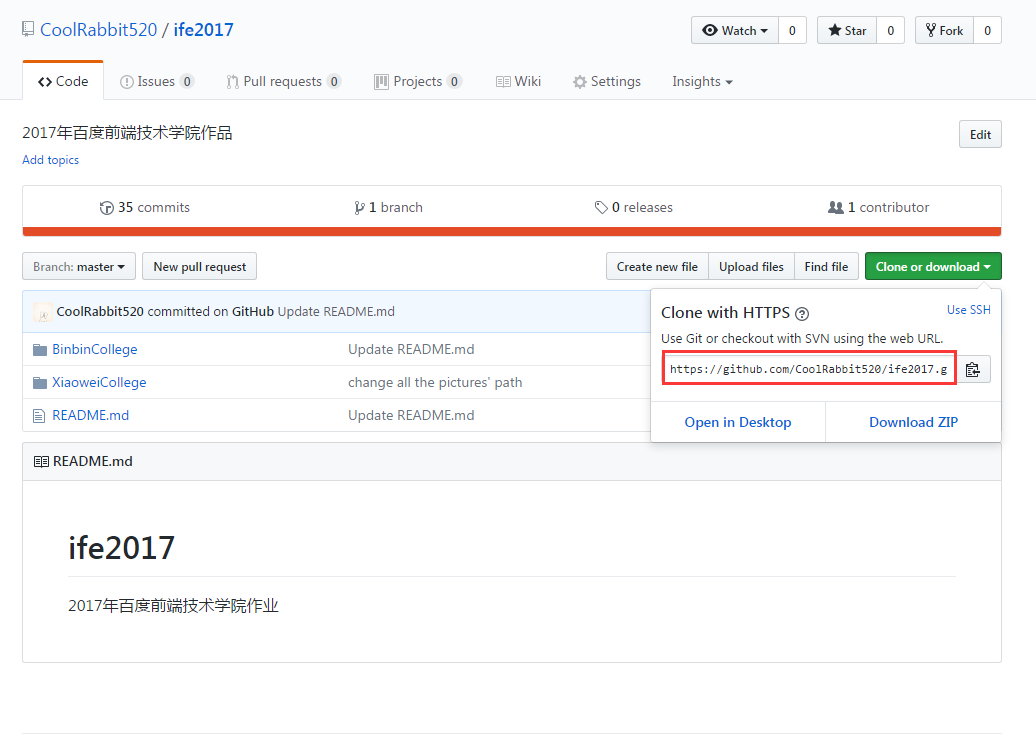 CoolRabbit520 / ife2017
Watch 0 Star 0 Fork 0
Code Issues 0 Pull requests 0 Projects 0 Wiki Settings Insights
2017年百度前端技术学院作品
Edit
Add topics
35 commits 1 branch 0 releases 1 contributor
Branch: master New pull request Create new file Upload files Find file Clone or download
CoolRabbit520 committed on GitHub Update README.md
BinbinCollege Update README.md
XiaoweiCollege change all the pictures' path
README.md Update README.md
Clone with HTTPS ? Use SSH
Use Git or checkout with SVN using the web URL.
https://github.com/CoolRabbit520/ife2017.g
Open in Desktop Download ZIP
README.md
ife2017
2017年百度前端技术学院作业